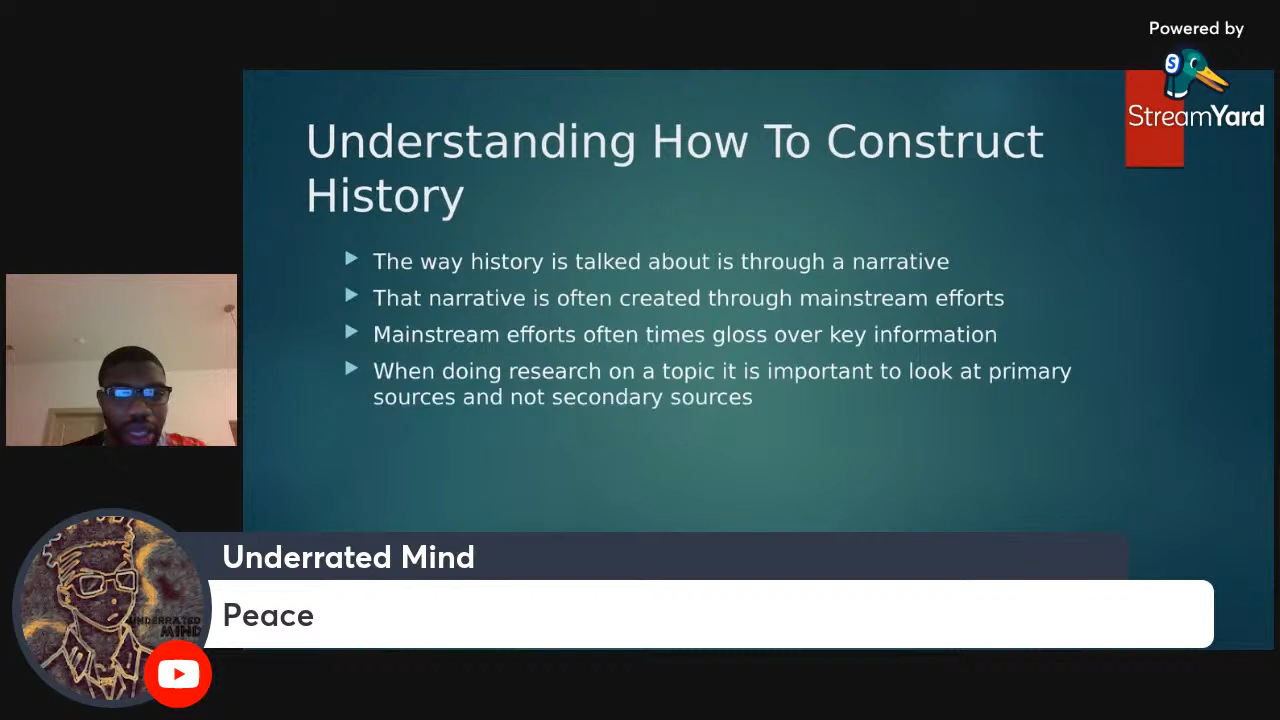 Powered by
StreamYard
Understanding How To Construct
History
The way history is talked about is through a narrative
That narrative is often created through mainstream efforts
Mainstream efforts often times gloss over key information
When doing research on a topic it is important to look at primary
sources and not secondary sources
Underrated Mind
Peace
UNDERRATED
MIND